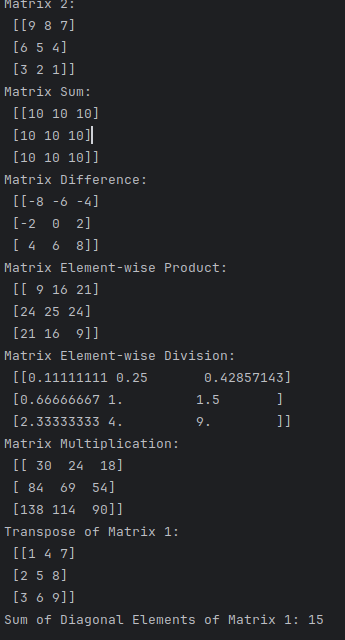 Matrix 2:
 [[9 8 7]
 [6 5 4]
 [3 2 1]]
Matrix Sum:
 [[10 10 10]
 [10 10 10]
 [10 10 10]]
Matrix Difference:
 [[-8 -6 -4]
 [-2  0  2]
 [ 4  6  8]]
Matrix Element-wise Product:
 [[ 9 16 21]
 [24 25 24]
 [21 16  9]]
Matrix Element-wise Division:
 [[0.11111111 0.25       0.42857143]
 [0.66666667 1.         1.5       ]
 [2.33333333 4.         9.        ]]
Matrix Multiplication:
 [[ 30  24  18]
 [ 84  69  54]
 [138 114  90]]
Transpose of Matrix 1:
 [[1 4 7]
 [2 5 8]
 [3 6 9]]
Sum of Diagonal Elements of Matrix 1: 15